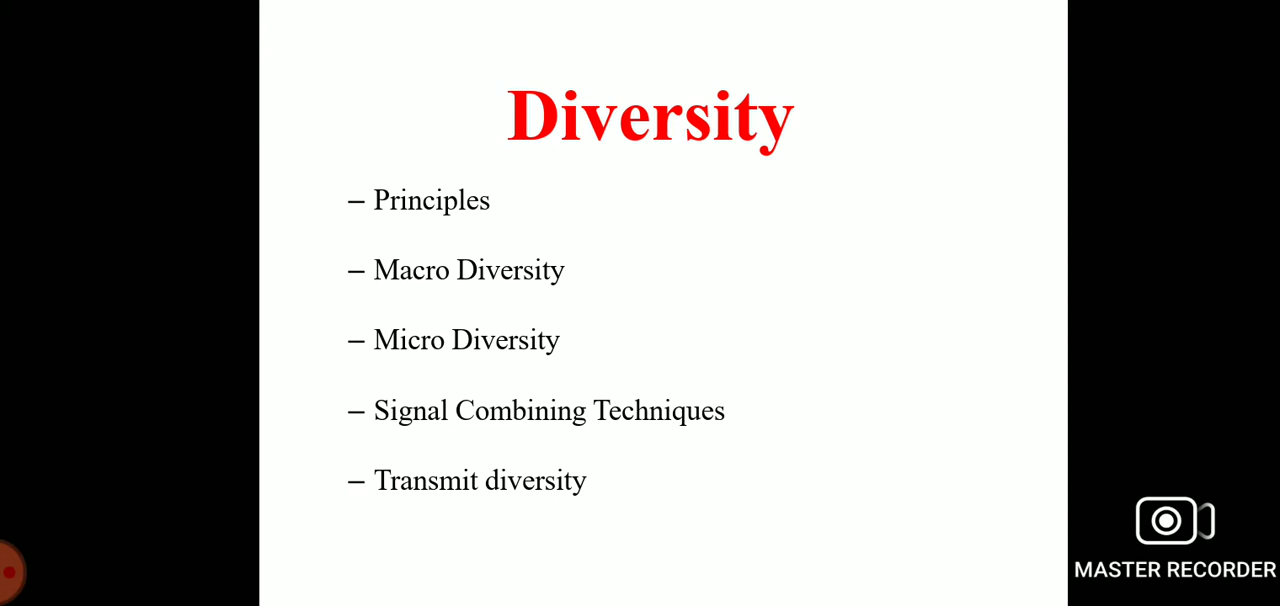 Diversity
– Principles
– Macro Diversity
– Micro Diversity
– Signal Combining Techniques
– Transmit diversity
MASTER RECORDER